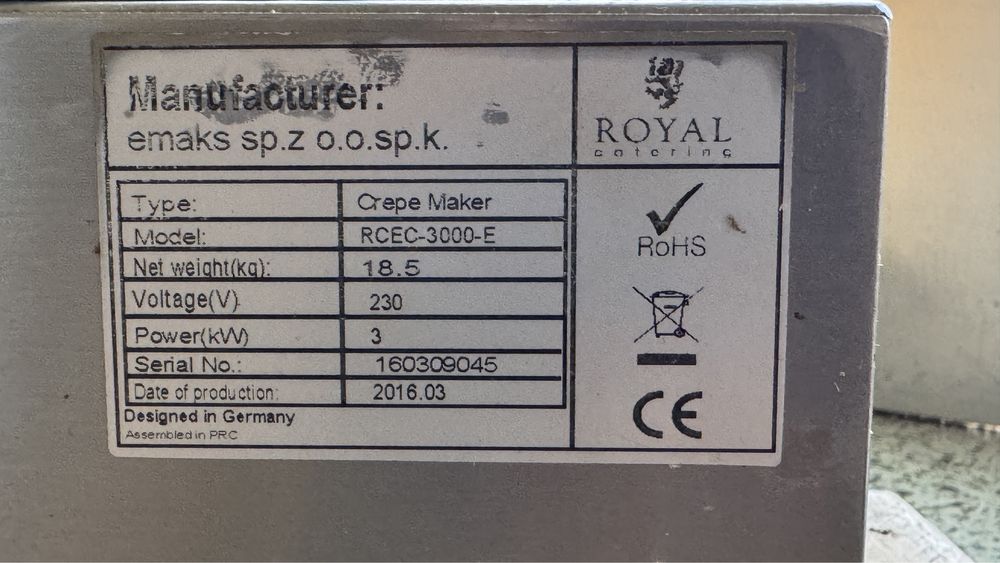 Manufacturer:
emaks sp.z o.o.sp.k.
ROYAL
catering
Type: Crepe Maker
Model: RCEC-3000-E
Net weight(kg): 18.5
Voltage(V) 230
Power(kW) 3
Serial No.: 160309045
Date of production: 2016.03
Designed in Germany
Assembled in PRC
RoHS
CE